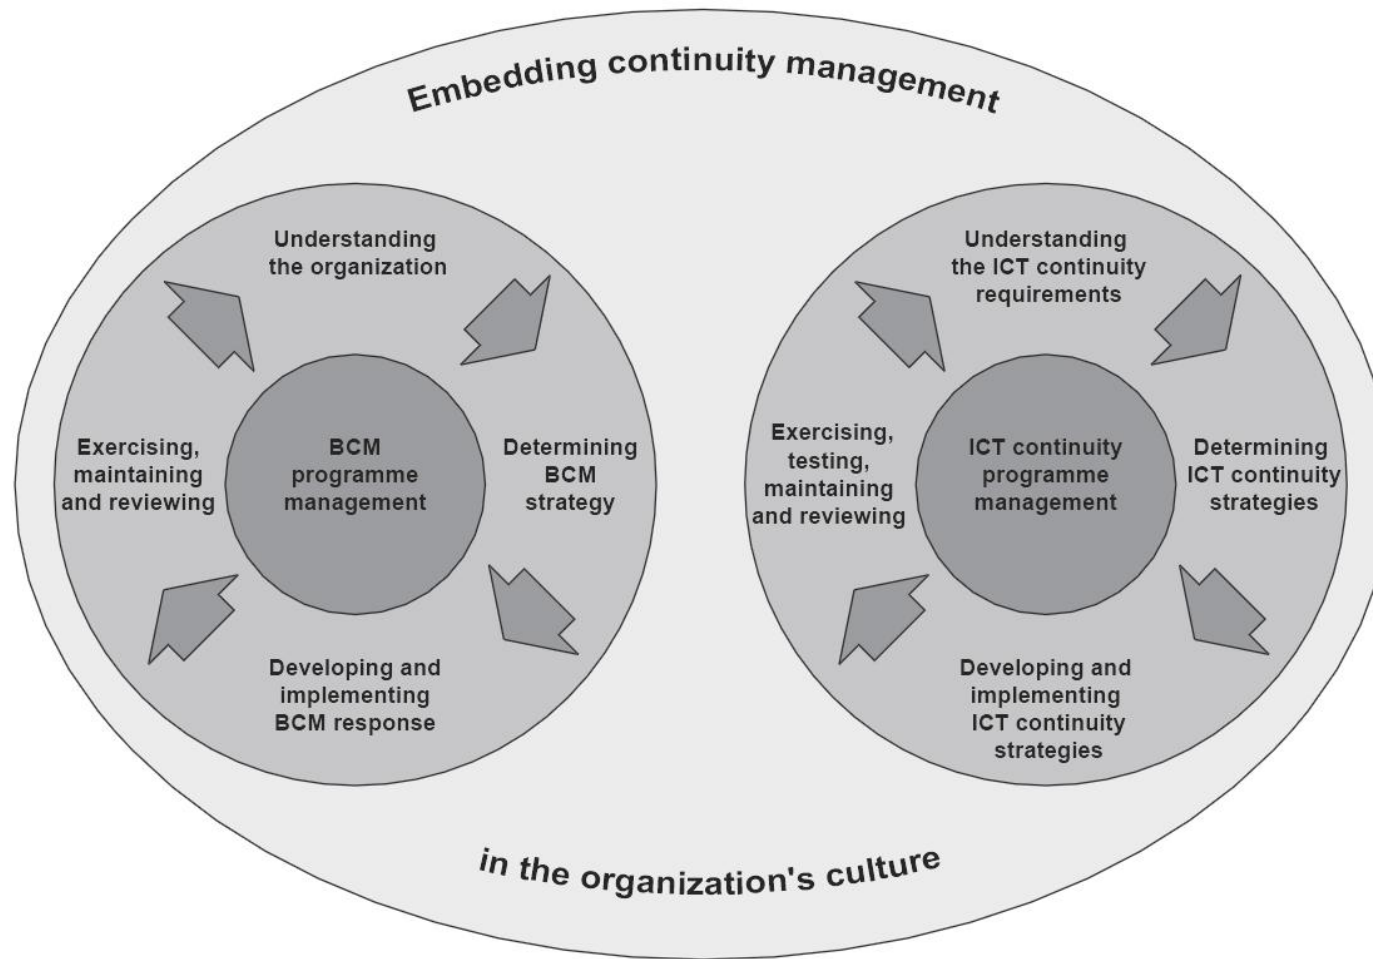 Embedding continuity management
Understanding
the organization
Exercising,
maintaining
and reviewing
BCM
programme
management
Determining
BCM
strategy
Developing and
implementing
BCM response
Understanding
the ICT continuity
requirements
Exercising,
testing,
maintaining
and reviewing
ICT continuity
programme
management
Determining
ICT continuity
strategies
Developing and
implementing
ICT continuity
strategies
in the organization's culture